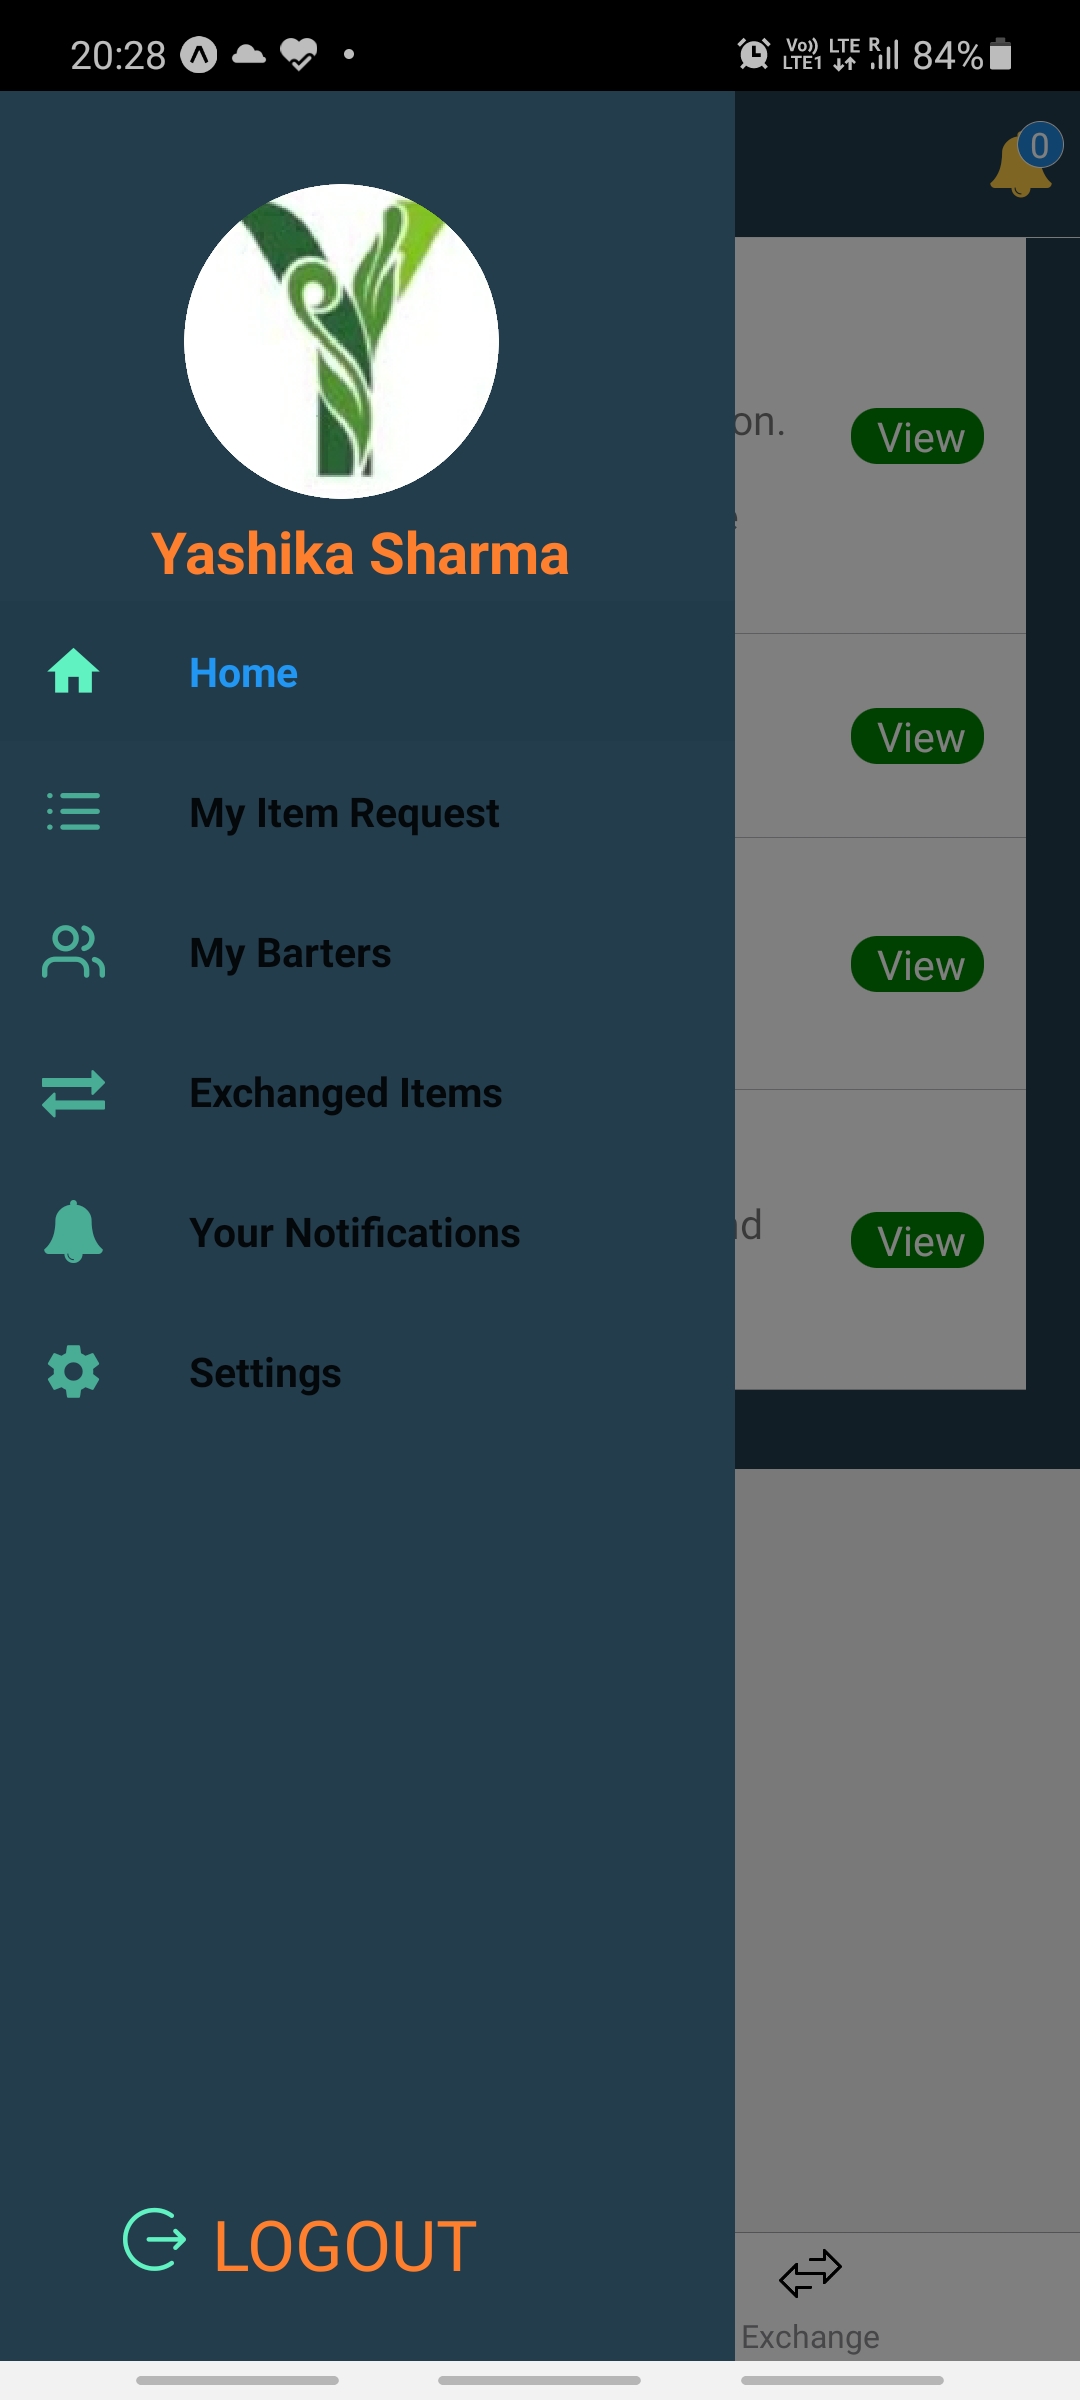 20:28
Vo)) LTE R 84%
LTE1
0
Yashika Sharma
on.
View
Home
View
My Item Request
My Barters
View
Exchanged Items
Your Notifications
nd
View
Settings
LOGOUT
Exchange